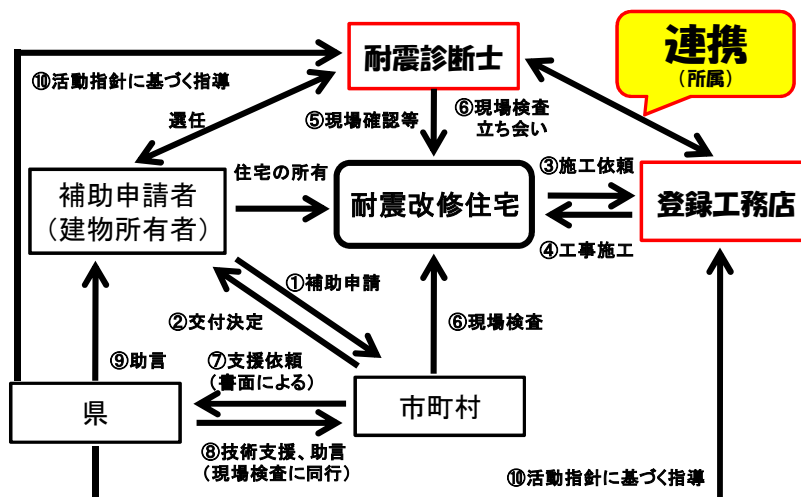 耐震診断士
連携
(所属)
⑩活動指針に基づく指導
選任
⑤現場確認等
⑥現場検査
立ち会い
住宅の所有
③施工依頼
補助申請者
(建物所有者)
耐震改修住宅
登録工務店
④工事施工
①補助申請
②交付決定
⑥現場検査
⑨助言
⑦支援依頼
(書面による)
県
市町村
⑧技術支援、助言
(現場検査に同行)
⑩活動指針に基づく指導